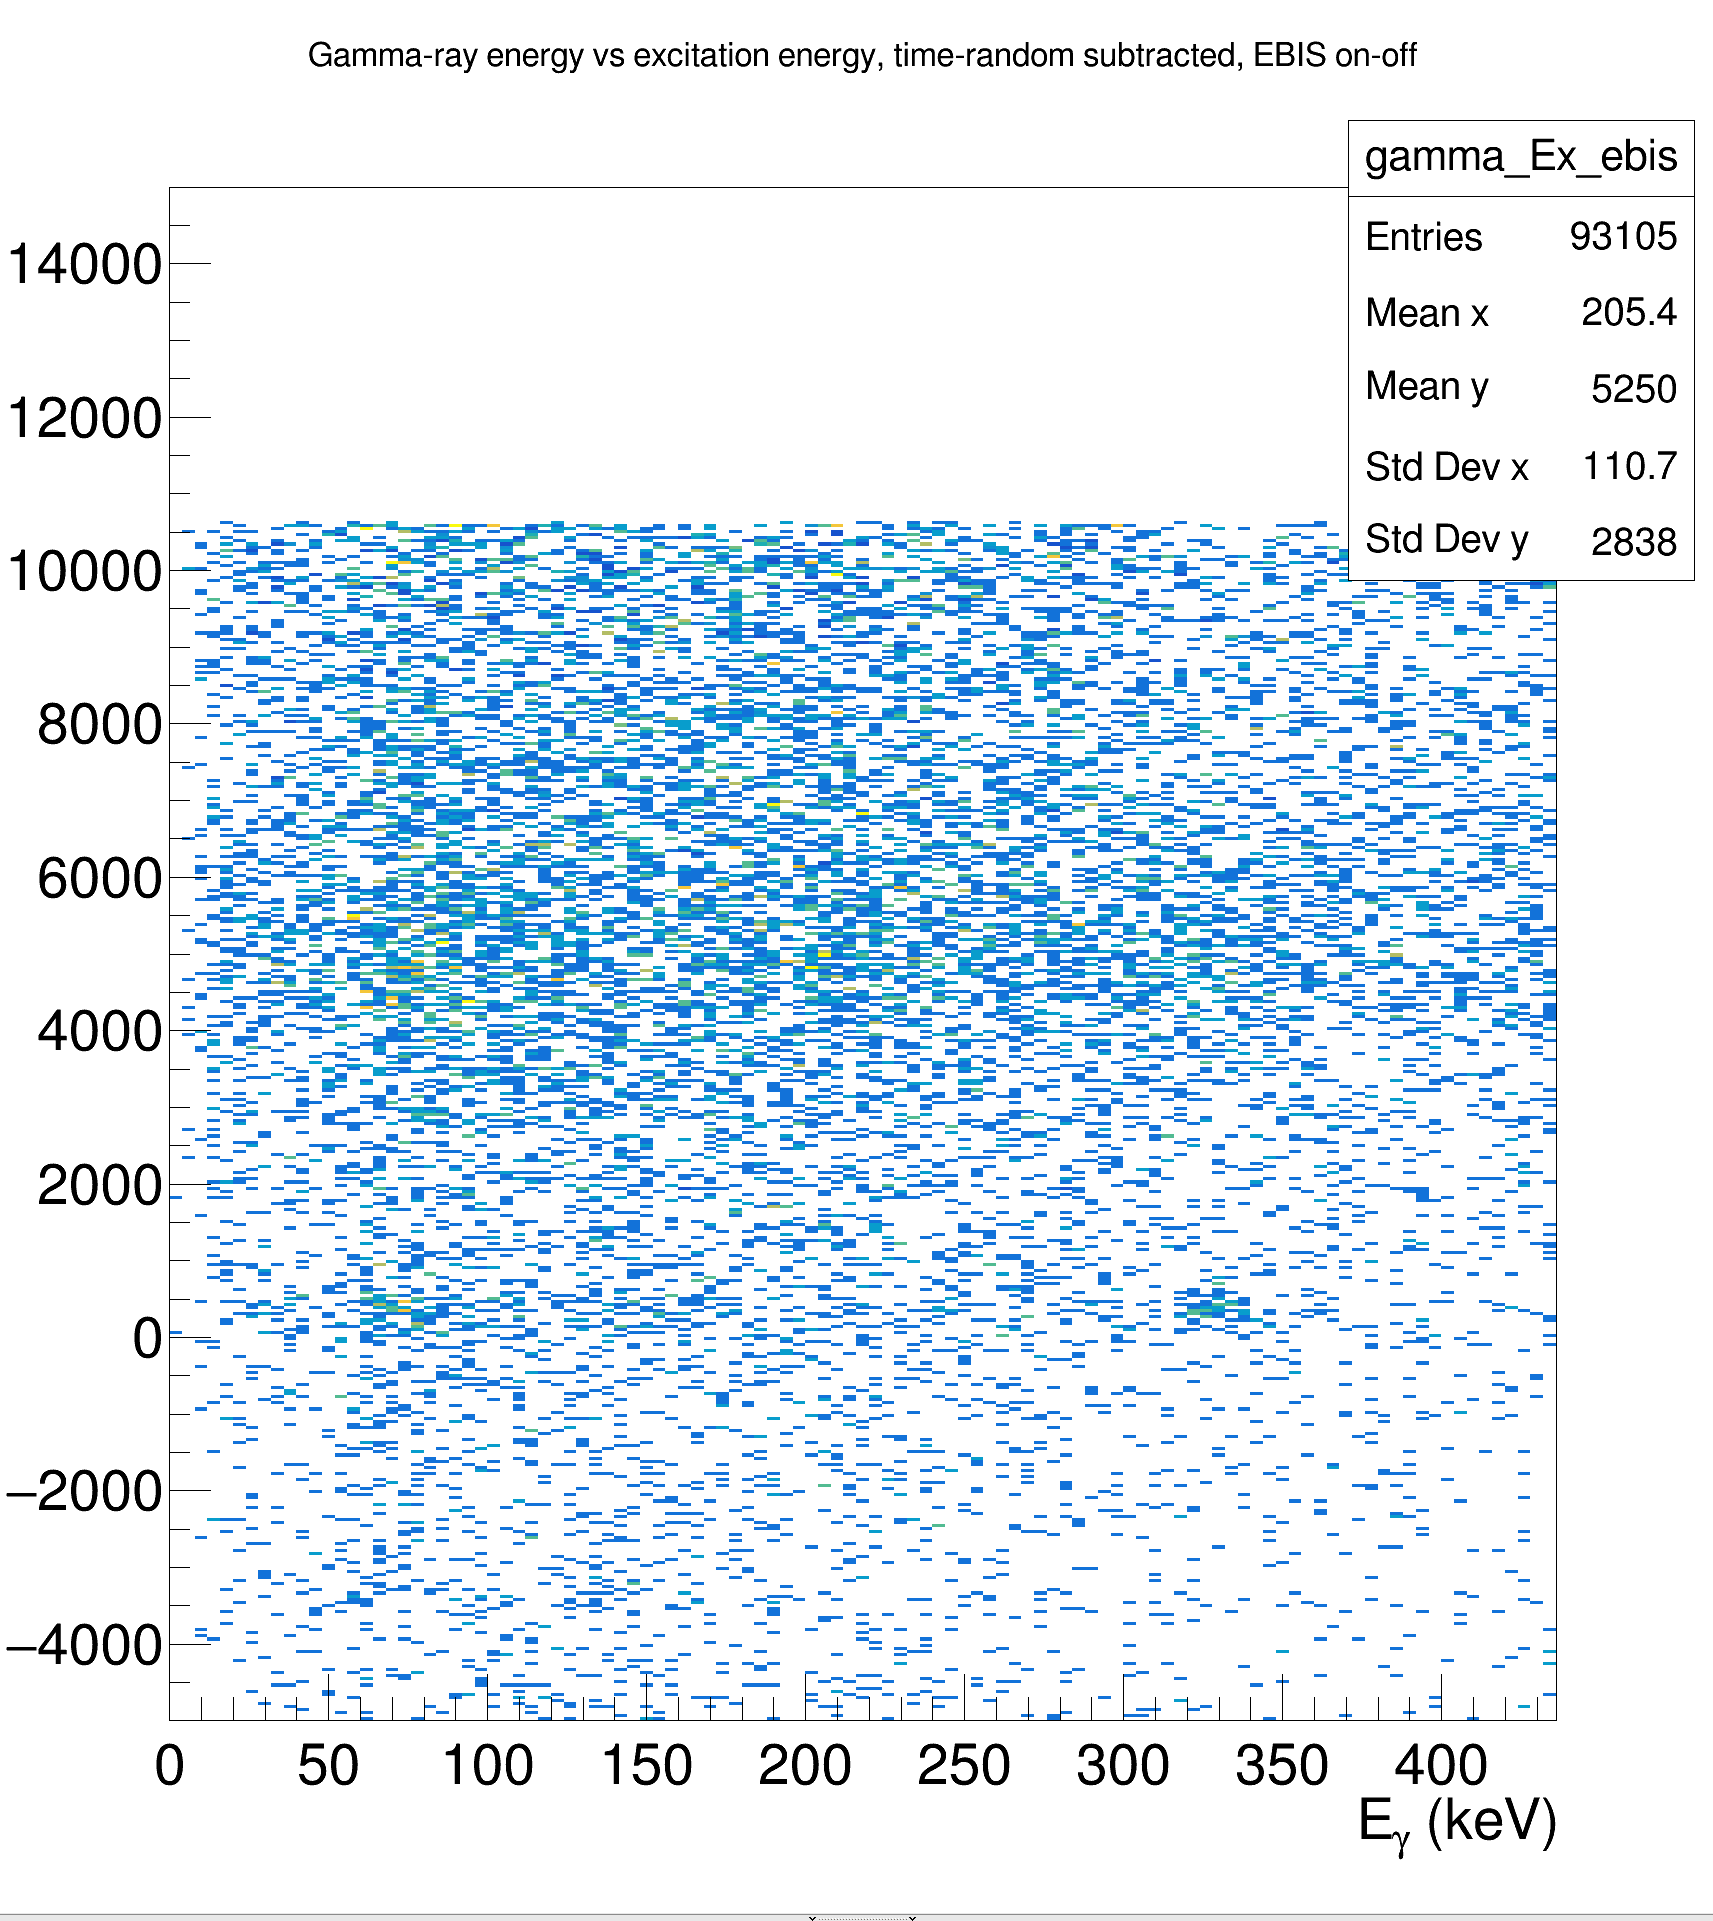 Gamma-ray energy vs excitation energy, time-random subtracted, EBIS on-off
gamma_Ex_ebis
Entries 93105
Mean x 205.4
Mean y 5250
Std Dev x 110.7
Std Dev y 2838
14000
12000
10000
8000
6000
4000
2000
0
−2000
−4000
0 50 100 150 200 250 300 350 400
Eγ (keV)